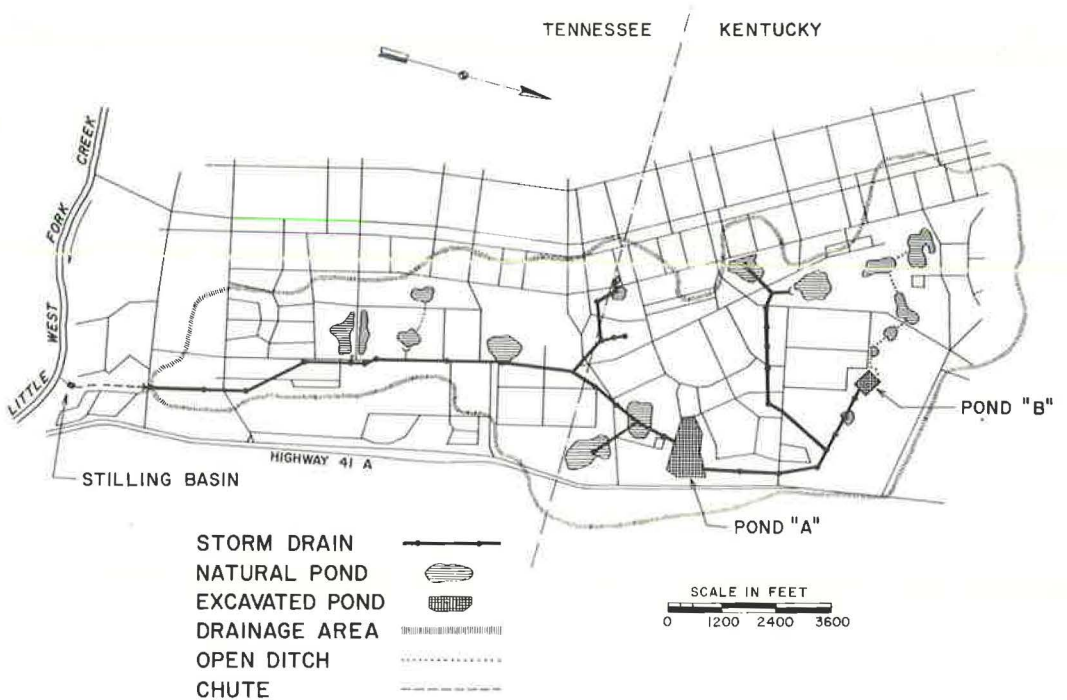 TENNESSEE KENTUCKY
LITTLE WEST FORK CREEK
POND "B"
HIGHWAY 41 A
STILLING BASIN
POND "A"
STORM DRAIN
NATURAL POND
EXCAVATED POND
DRAINAGE AREA
OPEN DITCH
CHUTE
SCALE IN FEET
0 1200 2400 3600